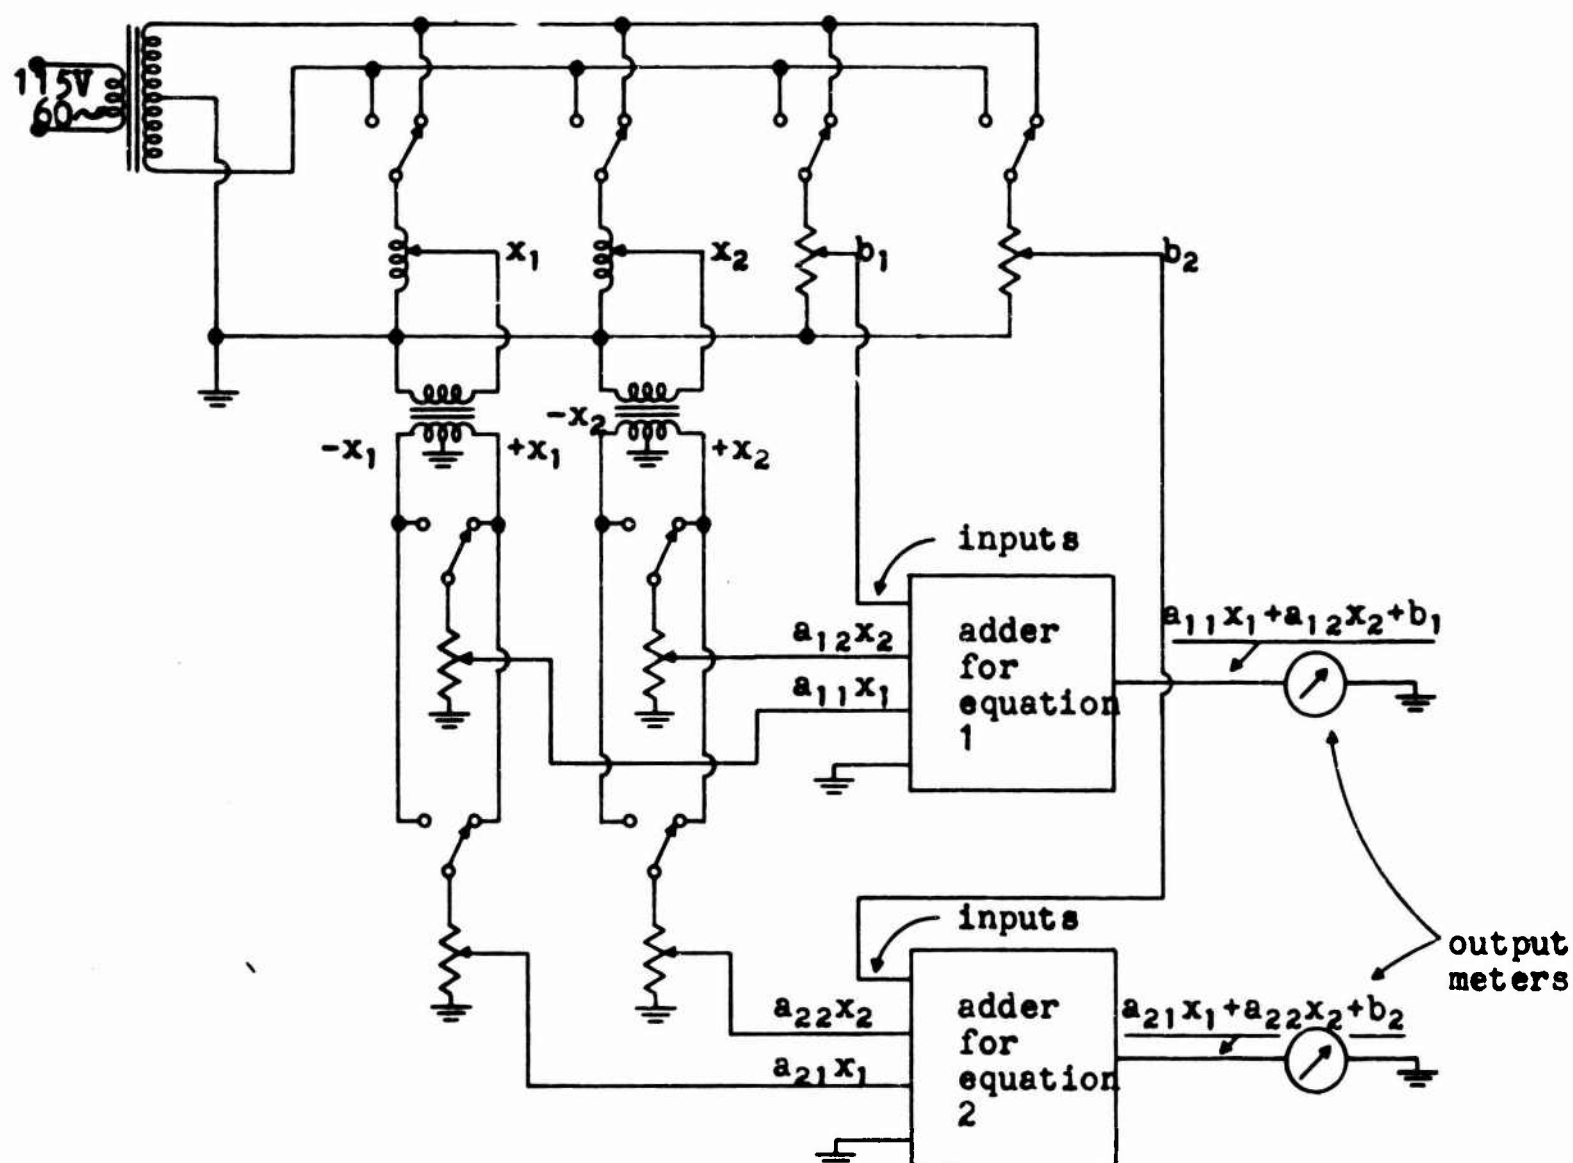 115V
60~
x₁
x₂
b₁
b₂
-x₁
+x₁
-x₂
+x₂
inputs
a₁₂x₂
a₁₁x₁
adder
for
equation
1
a₁₁x₁+a₁₂x₂+b₁
output
meters
inputs
a₂₂x₂
a₂₁x₁
adder
for
equation
2
a₂₁x₁+a₂₂x₂+b₂